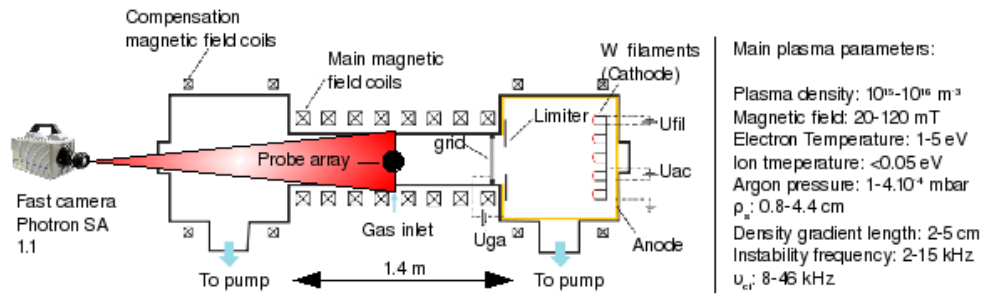 Compensation
magnetic field coils
Main magnetic
field coils
W filaments
(Cathode)
Limiter
grid
Ufil
Uac
Probe array
Fast camera
Photron SA
1.1
Gas inlet
Uga
Anode
To pump
1.4 m
To pump
Main plasma parameters:
Plasma density: 10¹⁵-10¹⁶ m⁻³
Magnetic field: 20-120 mT
Electron Temperature: 1-5 eV
Ion tmeperature: <0.05 eV
Argon pressure: 1-4.10⁻⁴ mbar
ρₛ: 0.8-4.4 cm
Density gradient length: 2-5 cm
Instability frequency: 2-15 kHz
υ_ci: 8-46 kHz